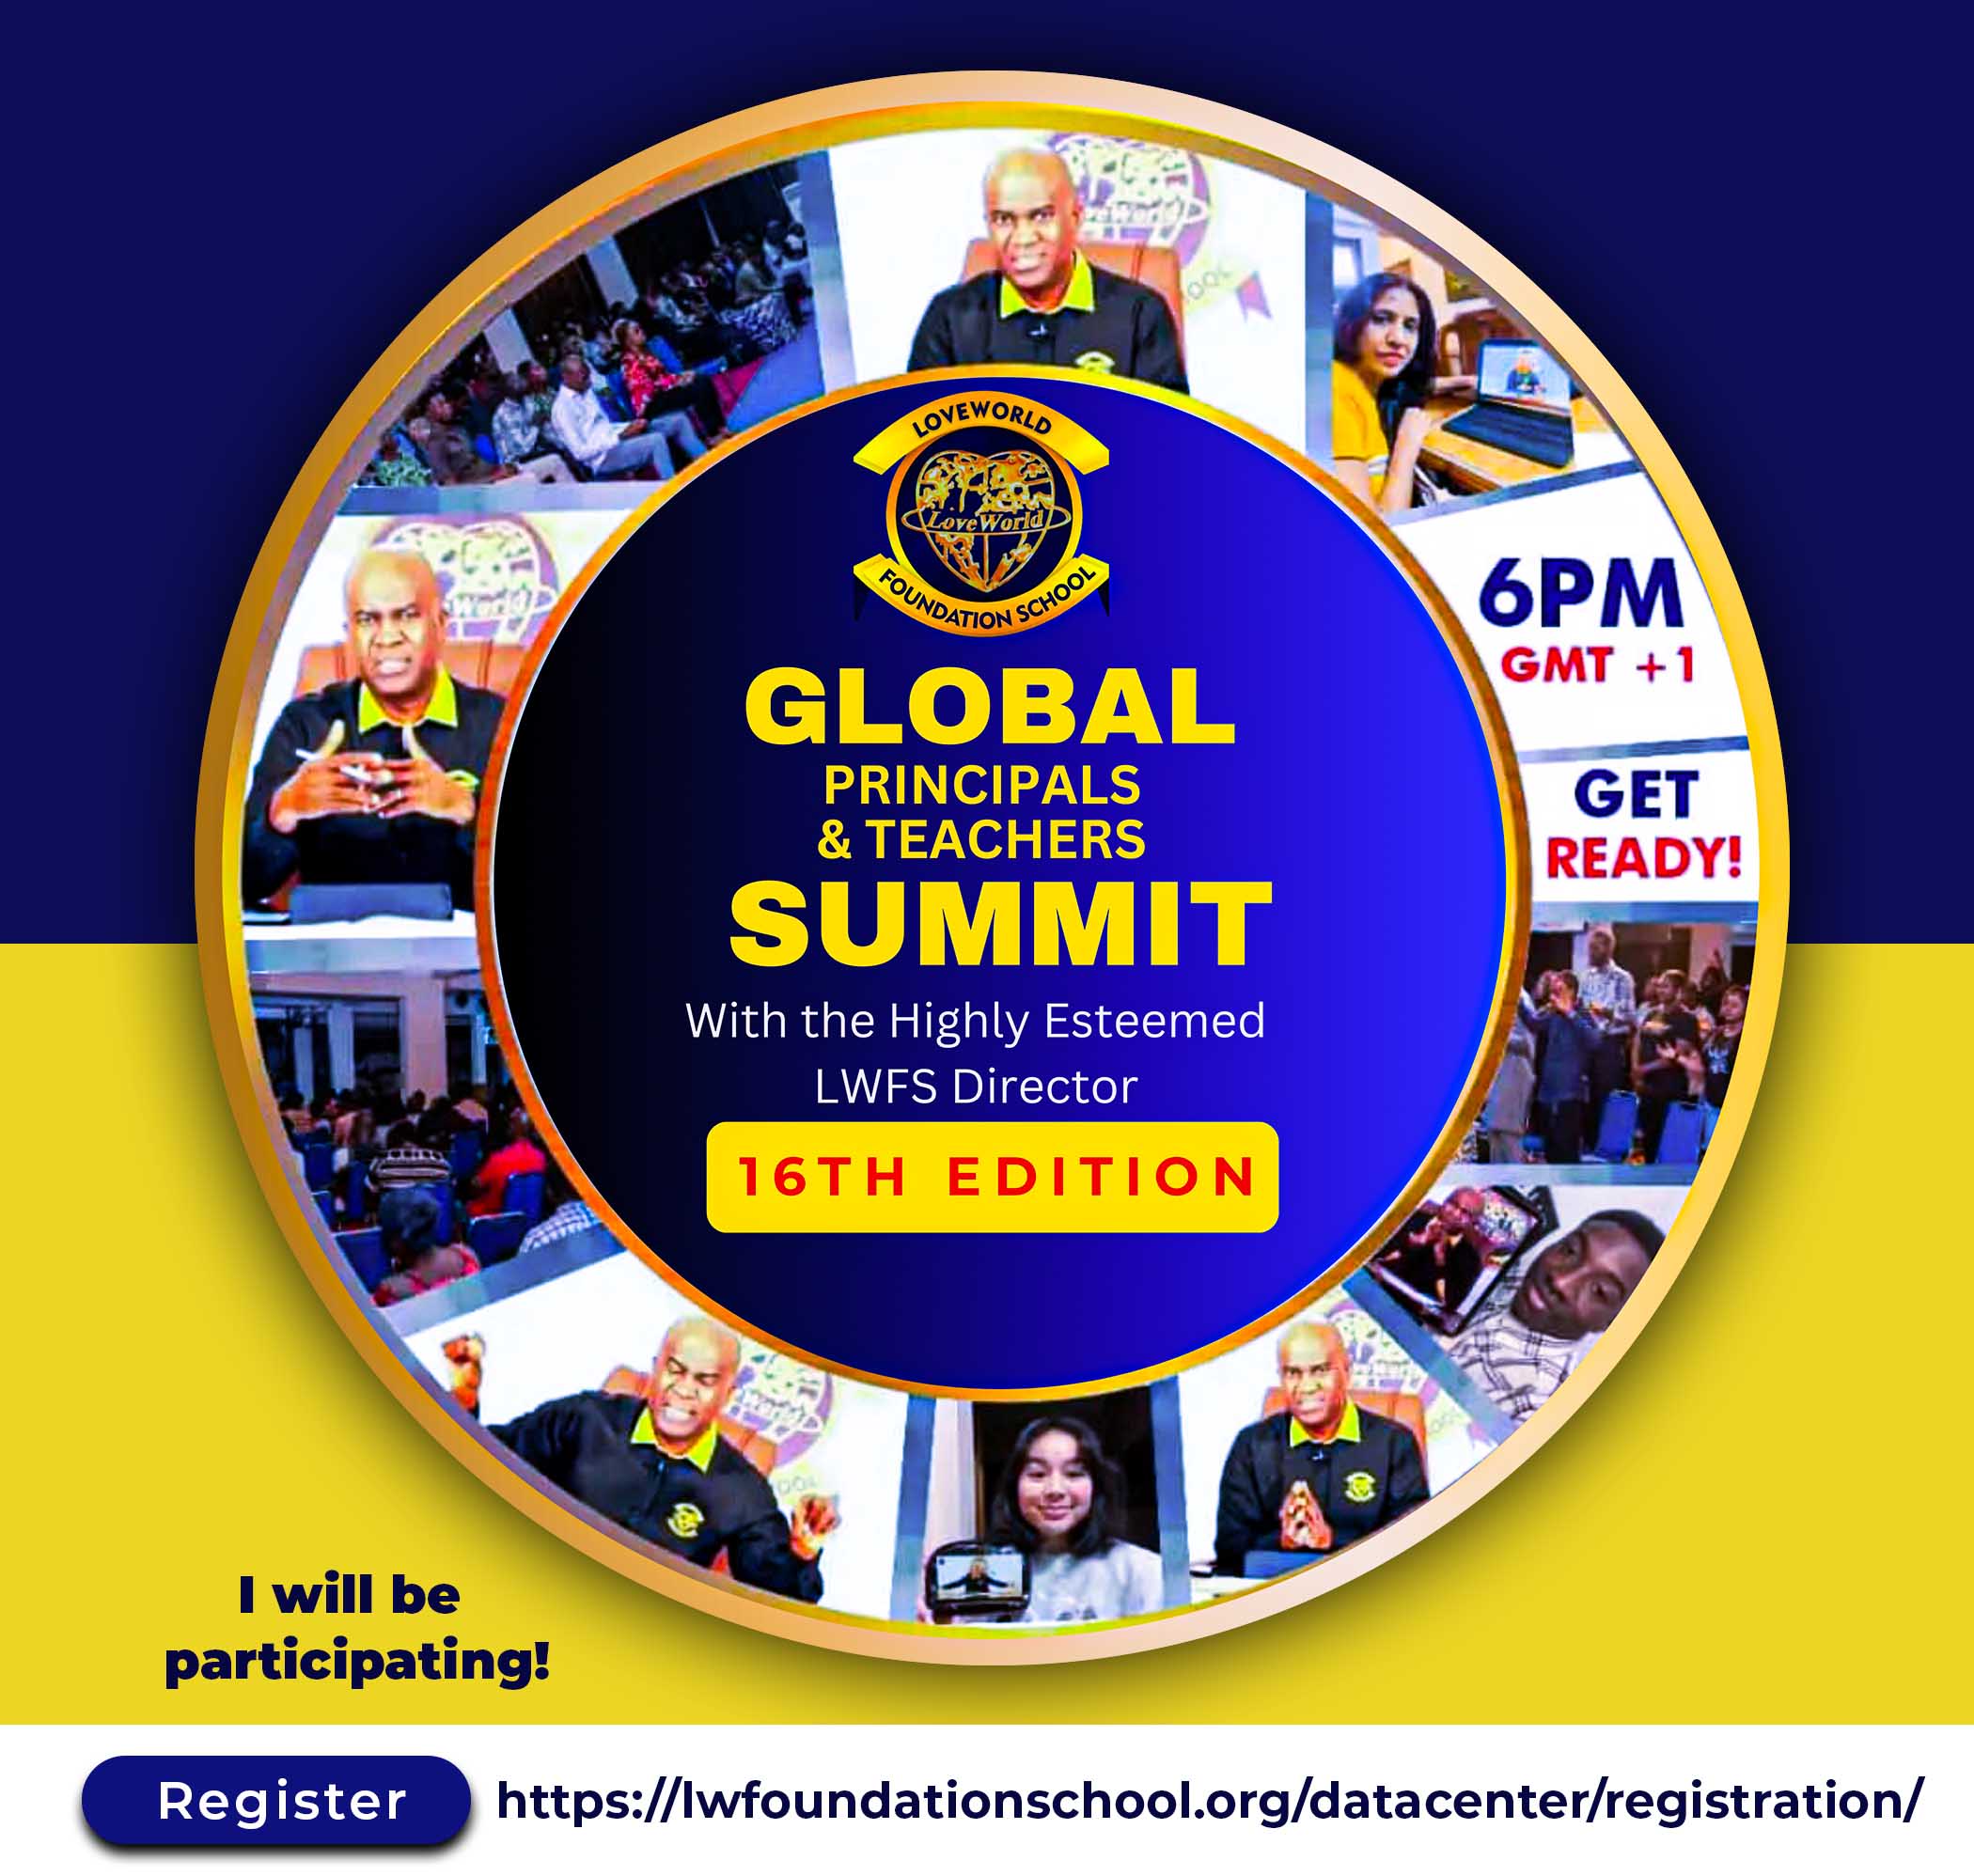 LOVEWORLD
LoveWorld
FOUNDATION SCHOOL
GLOBAL
PRINCIPALS
& TEACHERS
SUMMIT
With the Highly Esteemed
LWFS Director
16TH EDITION
6PM
GMT +1
GET
READY!
I will be
participating!
Register
https://lwfoundationschool.org/datacenter/registration/